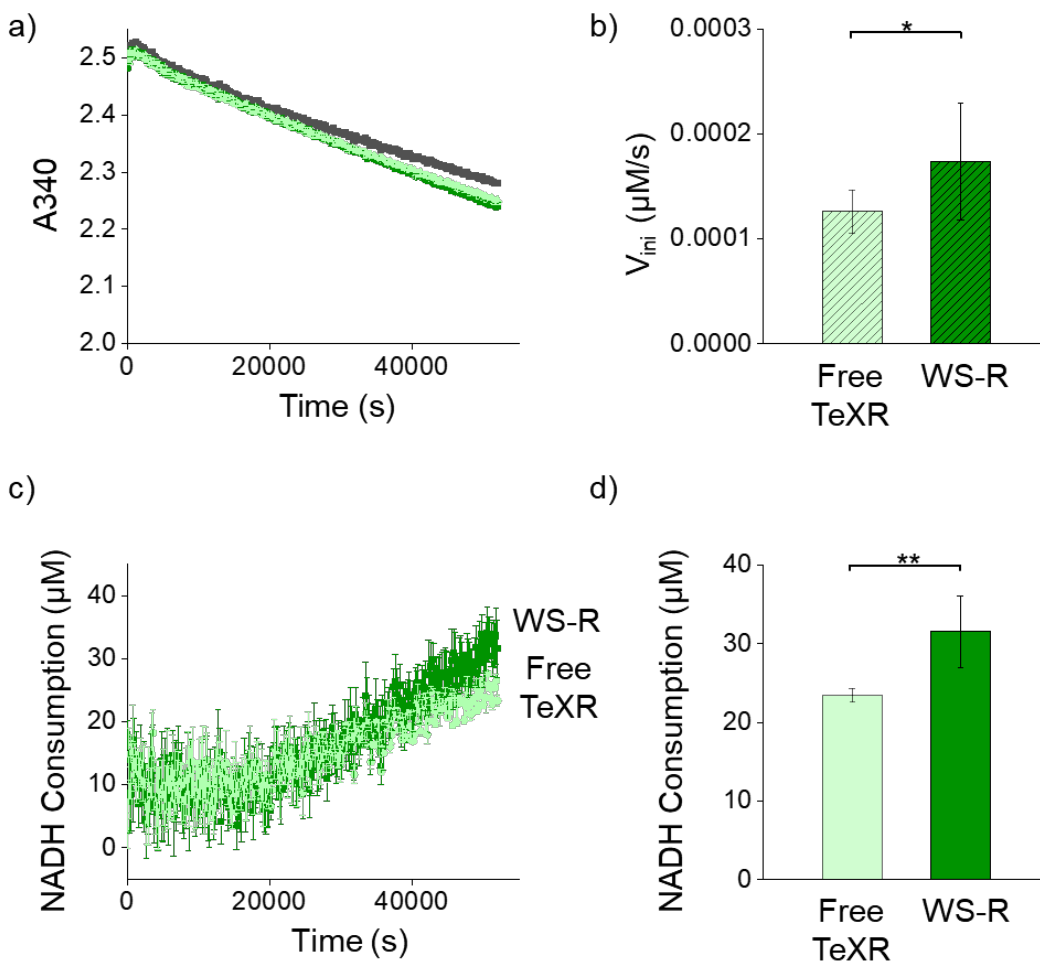 a)
A340
2.5
2.4
2.3
2.2
2.1
2.0
0
20000
40000
Time (s)
b)
Vini (µM/s)
0.0003
0.0002
0.0001
0.0000
*
Free
TeXR
WS-R
c)
NADH Consumption (µM)
40
30
20
10
0
0
20000
40000
Time (s)
WS-R
Free
TeXR
d)
NADH Consumption (µM)
40
30
20
10
0
**
Free
TeXR
WS-R